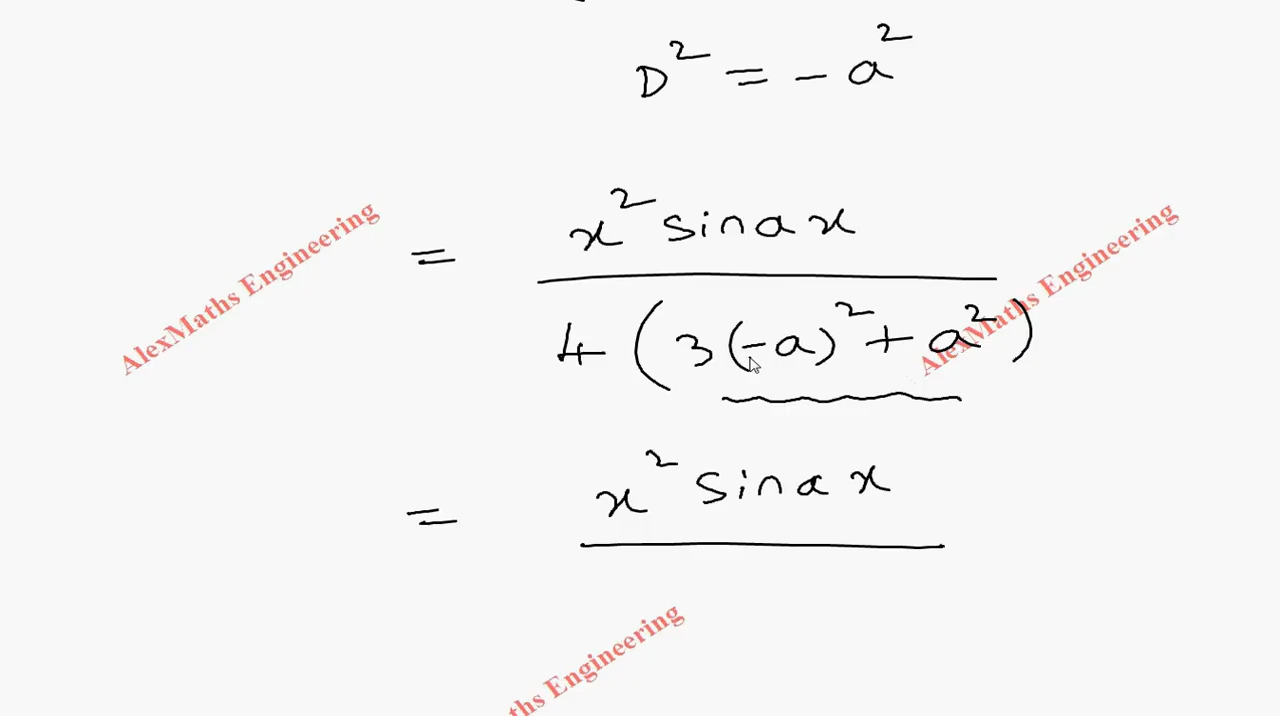 D² = -a²
= x² sin ax
4(3(-a)² + a²)
= x² sin ax
AlexMaths Engineering
AlexMaths Engineering
ths Engineering